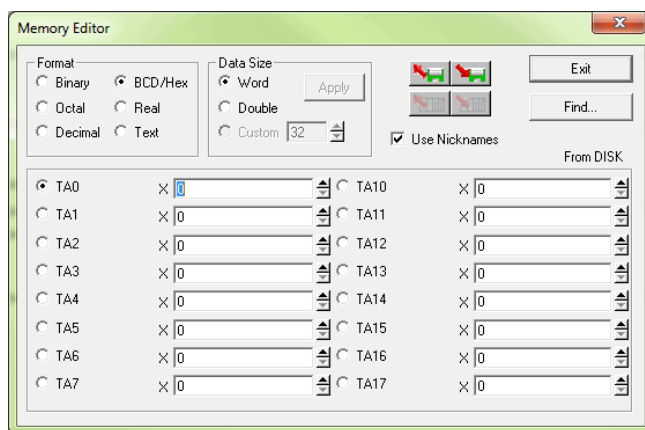 Memory Editor
Format
Binary BCD/Hex
Octal Real
Decimal Text
Data Size
Word
Double
Custom 32
Apply
Use Nicknames
Exit
Find...
From DISK
TA0 X 0 TA10 X 0
TA1 X 0 TA11 X 0
TA2 X 0 TA12 X 0
TA3 X 0 TA13 X 0
TA4 X 0 TA14 X 0
TA5 X 0 TA15 X 0
TA6 X 0 TA16 X 0
TA7 X 0 TA17 X 0